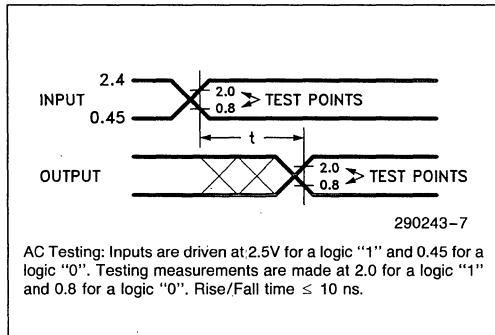 2.4
INPUT
0.45
2.0
0.8
TEST POINTS
t
OUTPUT
2.0
0.8
TEST POINTS
290243-7
AC Testing: Inputs are driven at 2.5V for a logic "1" and 0.45 for a
logic "0". Testing measurements are made at 2.0 for a logic "1"
and 0.8 for a logic "0". Rise/Fall time ≤ 10 ns.